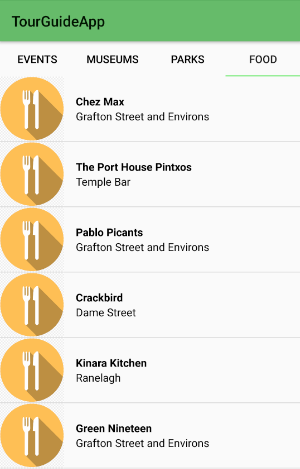 TourGuideApp
EVENTS MUSEUMS PARKS FOOD
Chez Max
Grafton Street and Environs
The Port House Pintxos
Temple Bar
Pablo Picants
Grafton Street and Environs
Crackbird
Dame Street
Kinara Kitchen
Ranelagh
Green Nineteen
Grafton Street and Environs